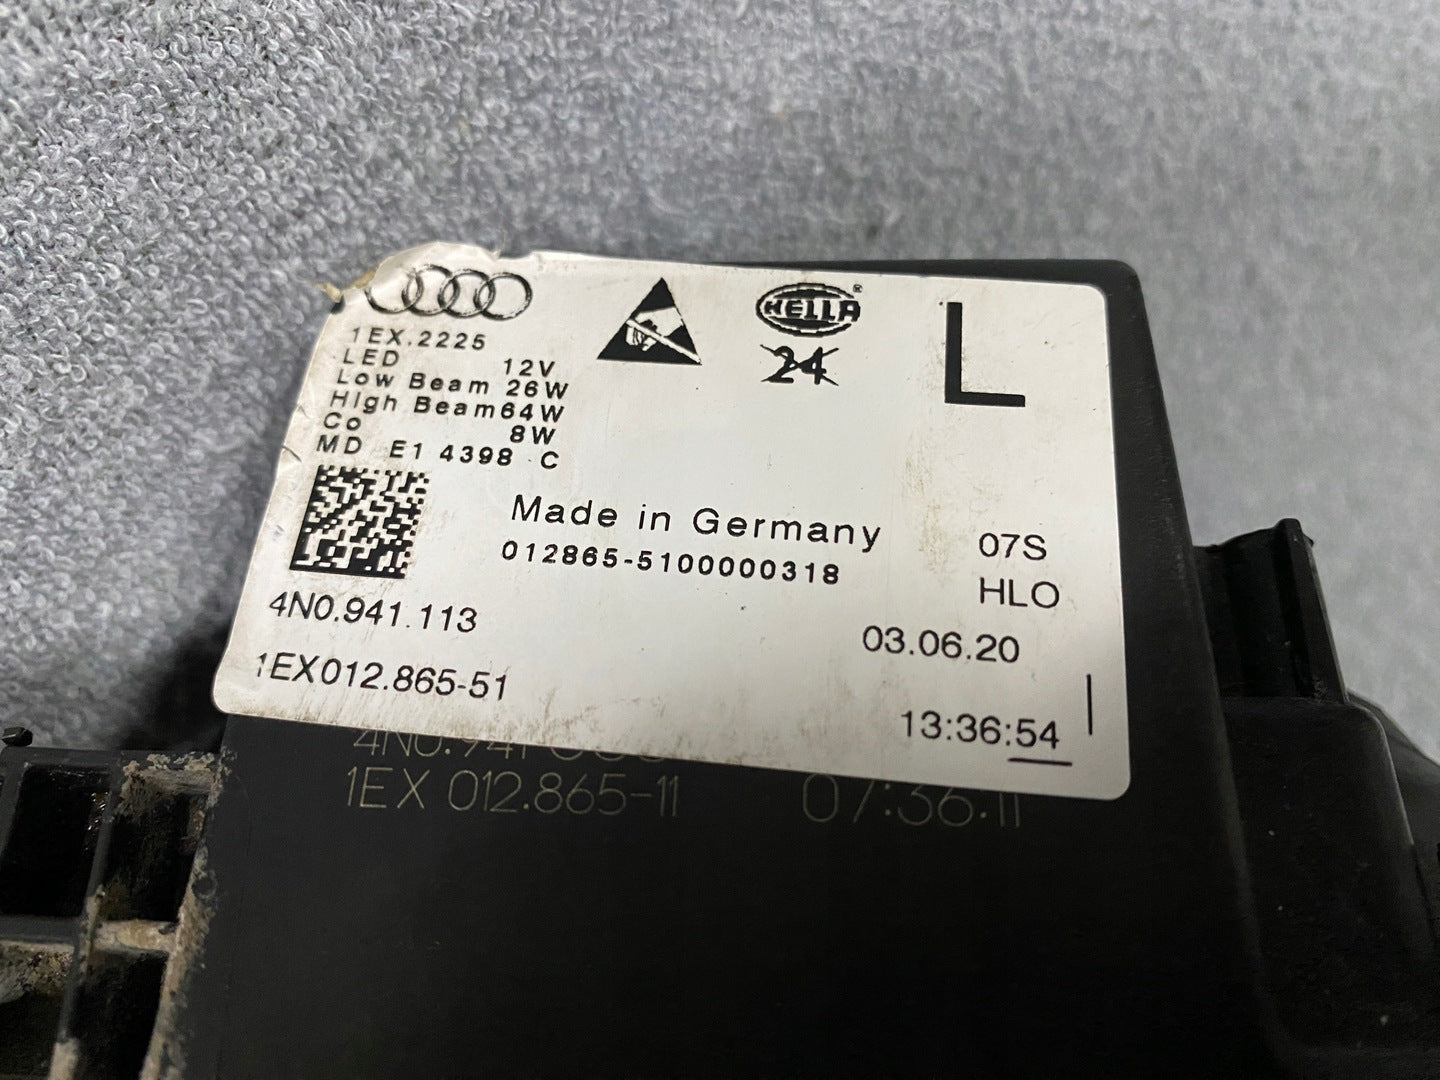 HELLA®
24
L
1EX.2225
LED 12V
Low Beam 26W
High Beam 64W
Co 8W
MD E1 4398 C
Made in Germany
012865-5100000318
07S
HLO
4N0.941.113
03.06.20
1EX012.865-51
13:36:54
4N0.941
1EX 012.865-11
07:36:11